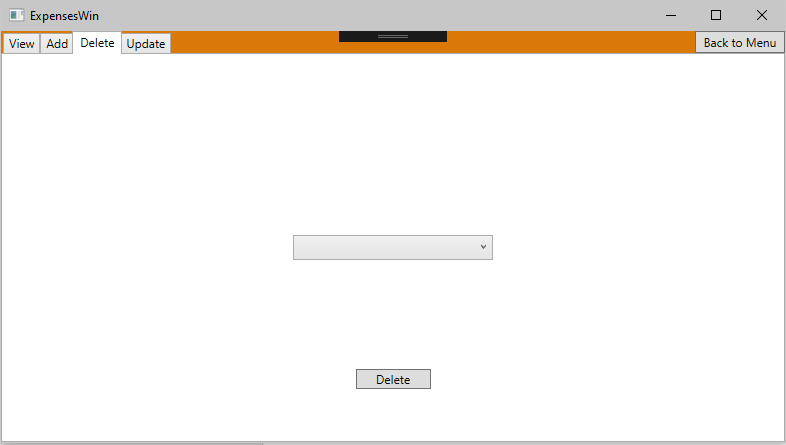 ExpensesWin
View Add Delete Update Back to Menu
Delete